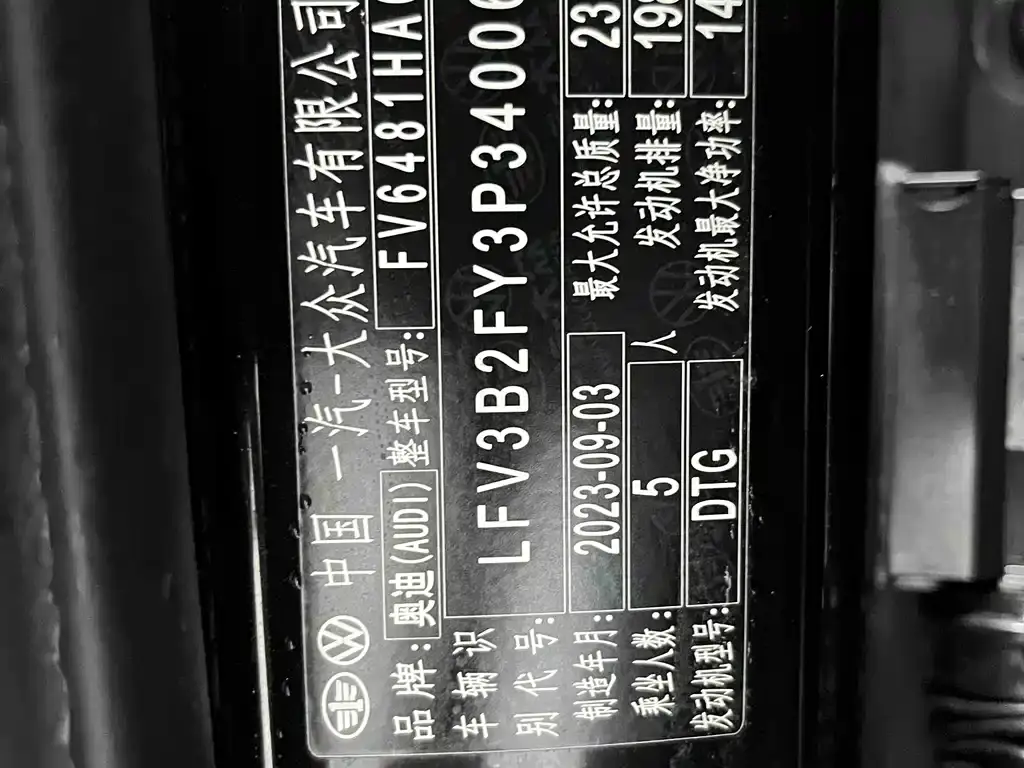 中国 一汽-大众汽车有限公司
品牌: 奥迪(AUDI) 整车型号: FV6481HA
车辆识别代号: LFV3B2FY3P3400
制造年月: 2023-09-03 最大允许总质量: 23
乘坐人数: 5 人 发动机排量: 19
发动机型号: DTG 发动机最大净功率: 14